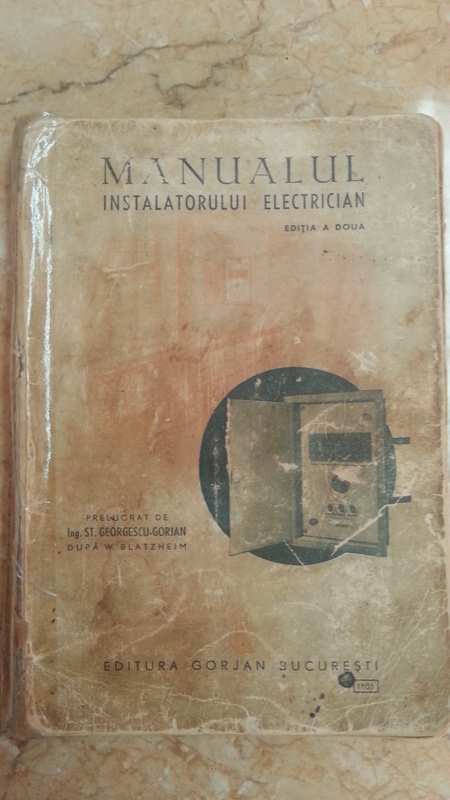 MANUALUL
INSTALATORULUI ELECTRICIAN
EDIȚIA A DOUA
PRELUCRAT DE
Ing. ST. GEORGESCU-GORJAN
DUPĂ W. BLATZHEIM
EDITURA GORJAN BUCUREȘTI